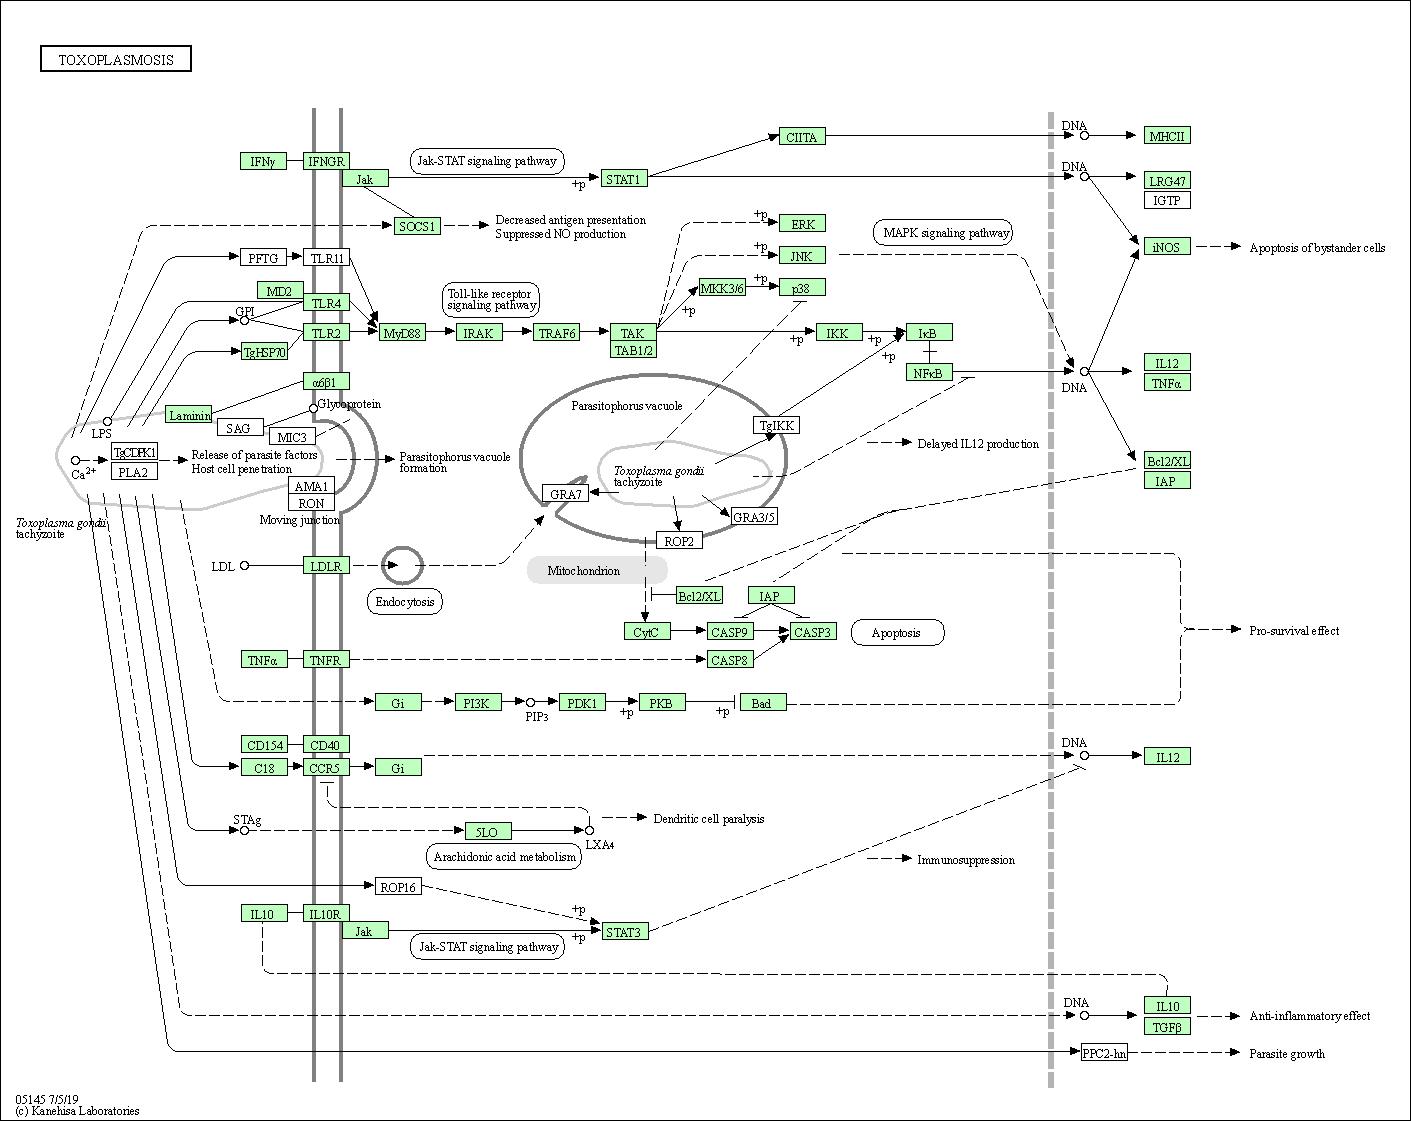 TOXOPLASMOSIS
DNA
CIITA
MHCII
IFNγ
IFNGR
Jak-STAT signaling pathway
DNA
Jak
+p
STAT1
LRG47
IGTP
SOCS1
Decreased antigen presentation
Suppressed NO production
+p
ERK
MAPK signaling pathway
iNOS
Apoptosis of bystander cells
PFTG
TLR11
+p
JNK
MD2
TLR4
Toll-like receptor
signaling pathway
MKK3/6
+p
p38
+p
GPI
TLR2
MyD88
IRAK
TRAF6
TAK
TAB1/2
+p
IKK
+p
+p
IκB
TgHSP70
NFκB
DNA
IL12
TNFα
α6β1
Laminin
Glycoprotein
Parasitophorus vacuole
SAG
MIC3
TgIKK
LPS
Delayed IL12 production
Ca2+
TgCDPK1
PLA2
Release of parasite factors
Host cell penetration
Parasitophorus vacuole
formation
Toxoplasma gondii
tachyzoite
Bcl2/XL
IAP
AMA1
RON
GRA7
GRA3/5
Moving junction
Toxoplasma gondii
tachyzoite
ROP2
LDL
LDLR
Mitochondrion
Endocytosis
Bcl2/XL
IAP
CytC
CASP9
CASP3
Apoptosis
Pro-survival effect
TNFα
TNFR
CASP8
Gi
PI3K
PIP3
PDK1
+p
PKB
+p
Bad
CD154
CD40
DNA
C18
CCR5
Gi
IL12
STAg
5LO
LXA4
Dendritic cell paralysis
Arachidonic acid metabolism
Immunosuppression
ROP16
+p
IL10
IL10R
Jak
+p
STAT3
Jak-STAT signaling pathway
DNA
IL10
TGFβ
Anti-inflammatory effect
PPC2-hn
Parasite growth
05145 7/5/19
(c) Kanehisa Laboratories